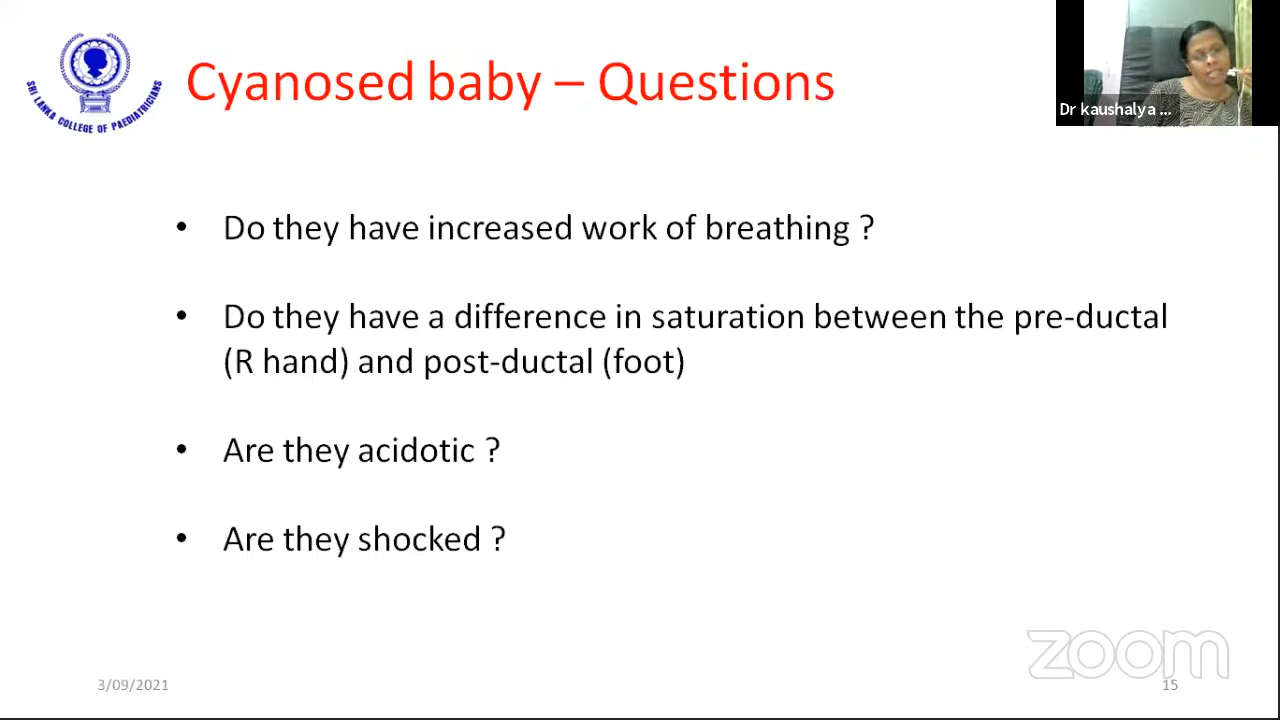 SRI LANKA COLLEGE OF PAEDIATRICIANS
Cyanosed baby – Questions
Dr kaushalya ...
• Do they have increased work of breathing ?
• Do they have a difference in saturation between the pre-ductal
(R hand) and post-ductal (foot)
• Are they acidotic ?
• Are they shocked ?
zoom
3/09/2021
15